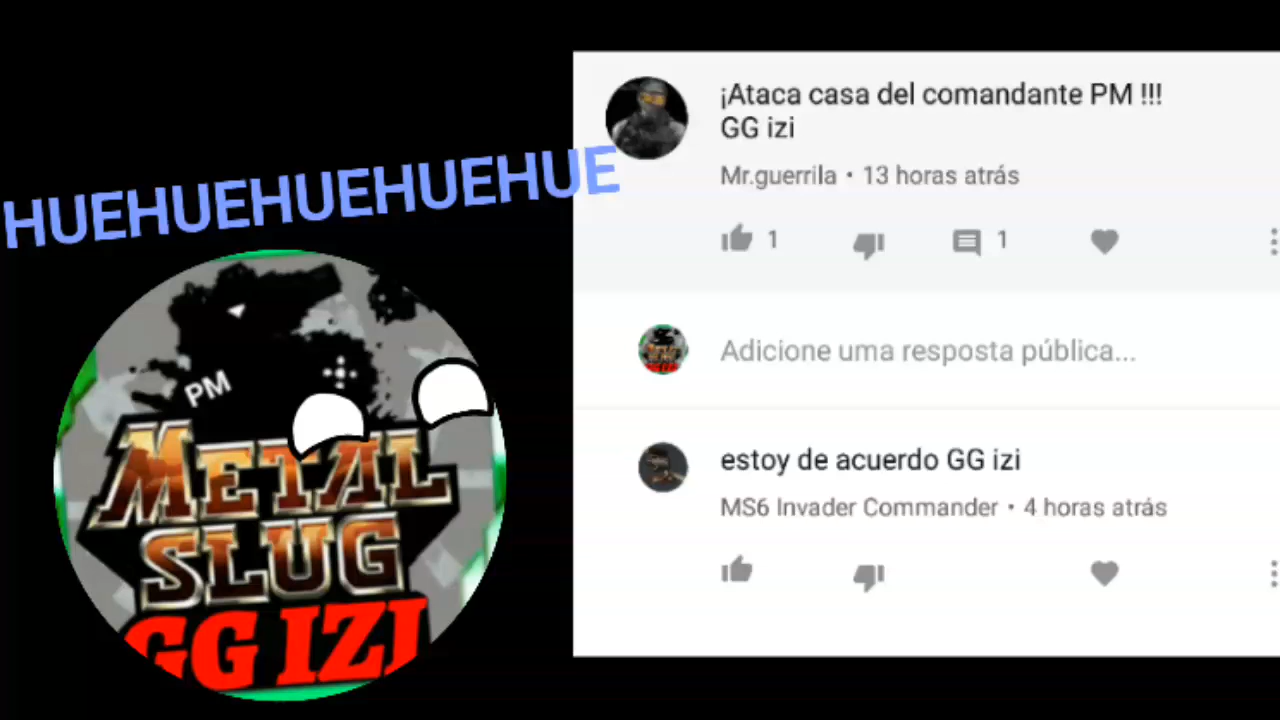 HUEHUEHUEHUEHUE
PM
METAL
SLUG
GG IZI
¡Ataca casa del comandante PM !!!
GG izi
Mr.guerrila • 13 horas atrás
1
1
Adicione uma resposta pública...
estoy de acuerdo GG izi
MS6 Invader Commander • 4 horas atrás